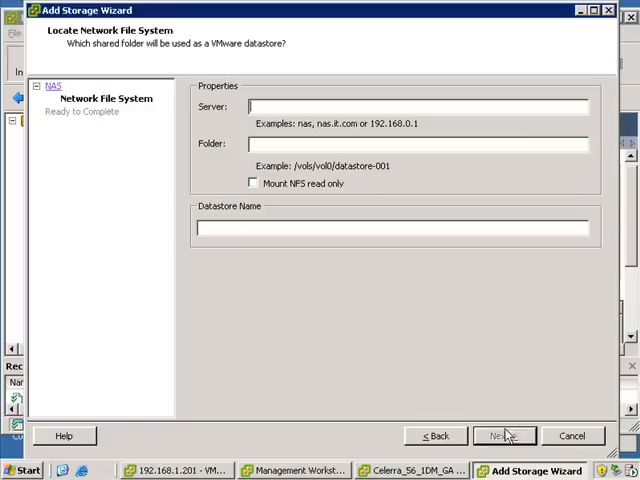 Add Storage Wizard
Locate Network File System
Which shared folder will be used as a VMware datastore?
NAS
Network File System
Ready to Complete
Properties
Server:
Examples: nas, nas.it.com or 192.168.0.1
Folder:
Example: /vols/vol0/datastore-001
Mount NFS read only
Datastore Name
Help
< Back
Cancel
Start
192.168.1.201 - VM...
Management Workst...
Celerra_56_1DM_GA ...
Add Storage Wizard